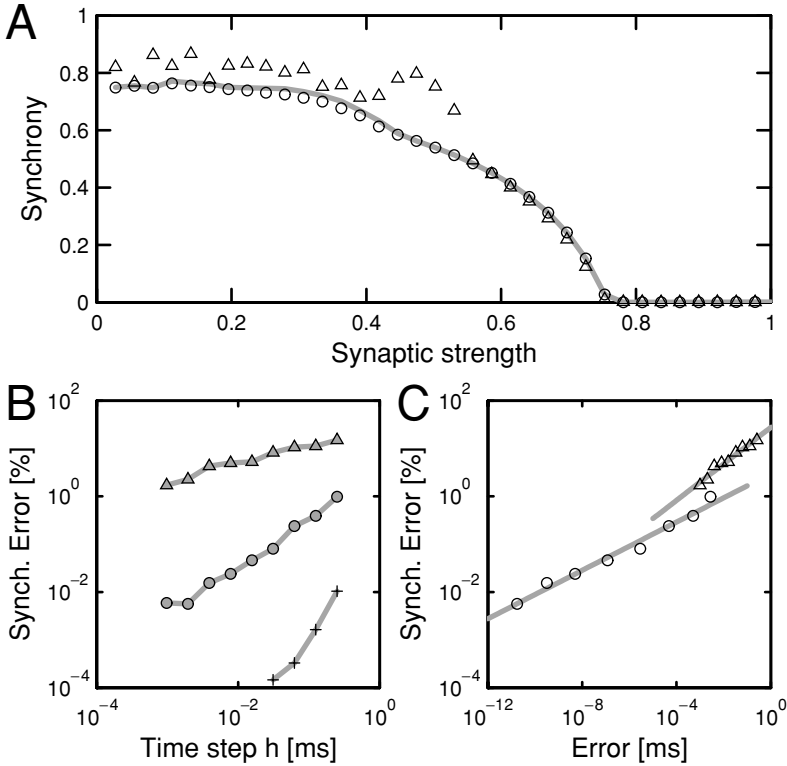 A
1
0.8
0.6
0.4
0.2
0
Synchrony
0 0.2 0.4 0.6 0.8 1
Synaptic strength
B
10^2
10^0
10^-2
10^-4
Synch. Error [%]
10^-4 10^-2 10^0
Time step h [ms]
C
10^2
10^0
10^-2
10^-4
Synch. Error [%]
10^-12 10^-8 10^-4 10^0
Error [ms]